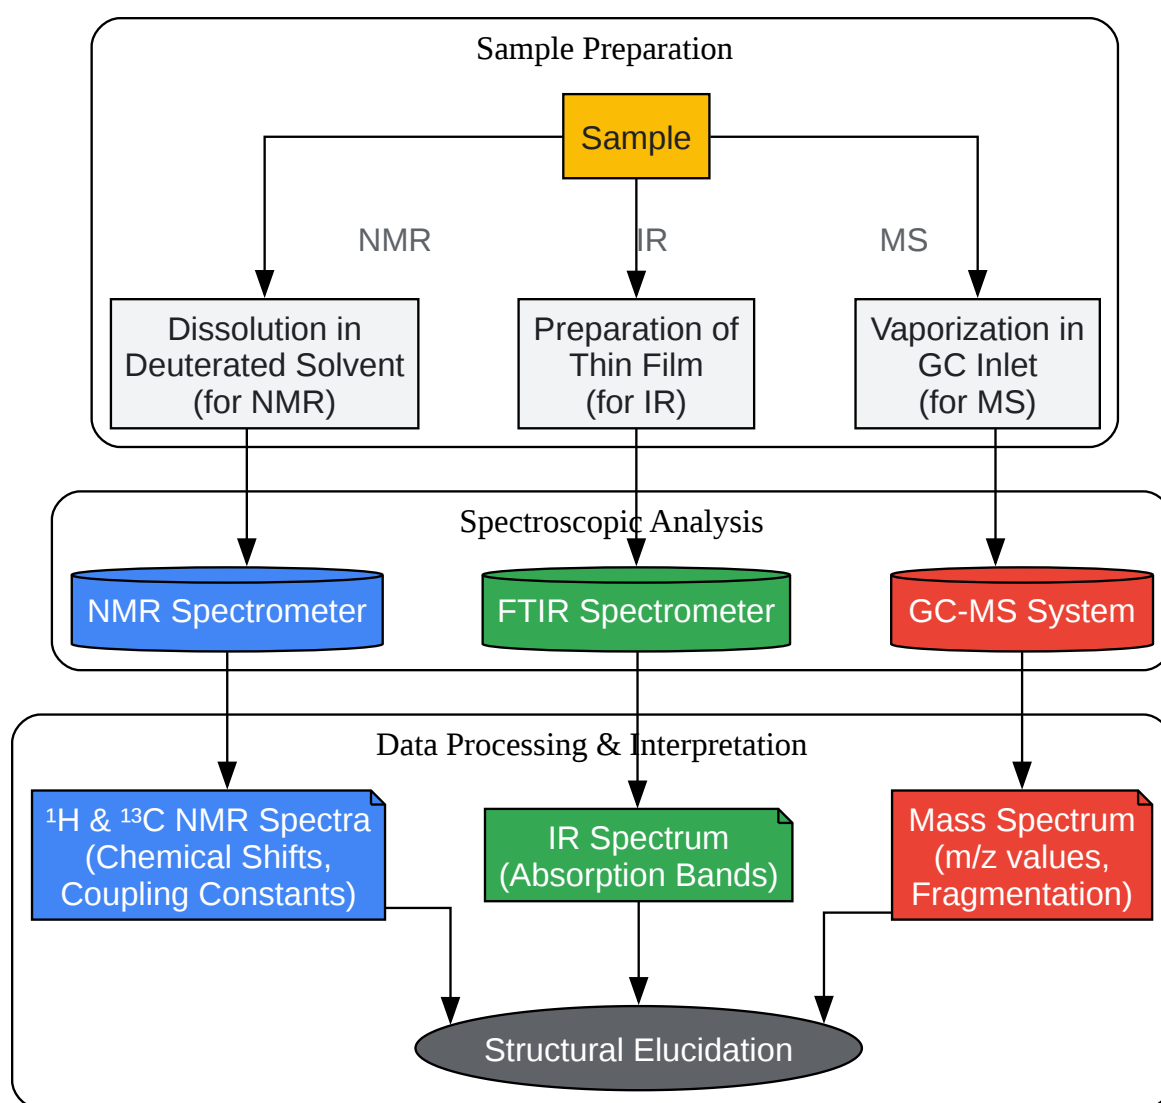 Sample Preparation
Sample
NMR
IR
MS
Dissolution in
Deuterated Solvent
(for NMR)
Preparation of
Thin Film
(for IR)
Vaporization in
GC Inlet
(for MS)
Spectroscopic Analysis
NMR Spectrometer
FTIR Spectrometer
GC-MS System
Data Processing & Interpretation
¹H & ¹³C NMR Spectra
(Chemical Shifts,
Coupling Constants)
IR Spectrum
(Absorption Bands)
Mass Spectrum
(m/z values,
Fragmentation)
Structural Elucidation